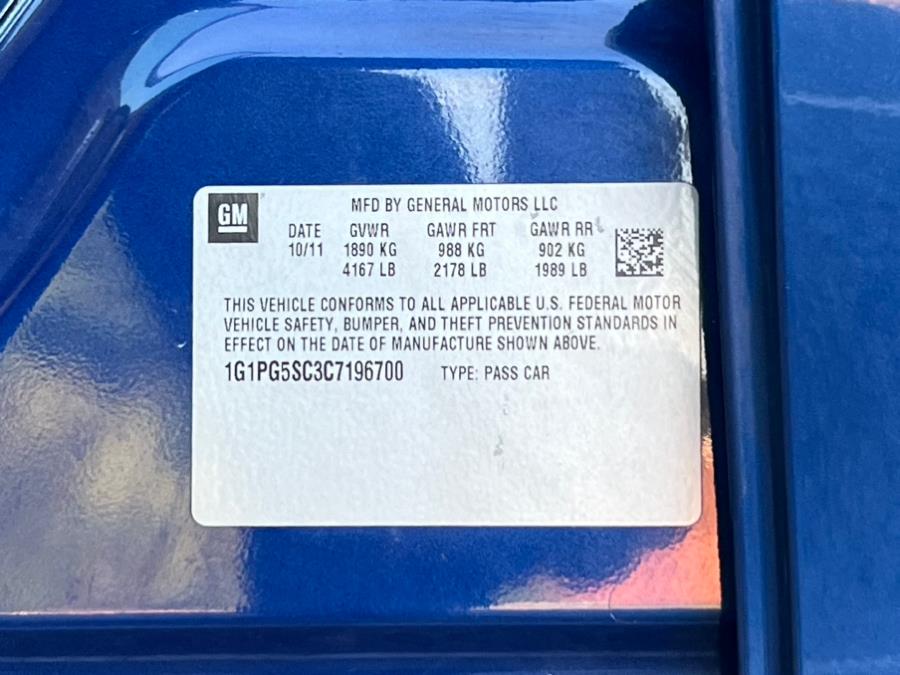 GM MFD BY GENERAL MOTORS LLC
DATE GVWR GAWR FRT GAWR RR
10/11 1890 KG 988 KG 902 KG
4167 LB 2178 LB 1989 LB
THIS VEHICLE CONFORMS TO ALL APPLICABLE U.S. FEDERAL MOTOR
VEHICLE SAFETY, BUMPER, AND THEFT PREVENTION STANDARDS IN
EFFECT ON THE DATE OF MANUFACTURE SHOWN ABOVE.
1G1PG5SC3C7196700 TYPE: PASS CAR